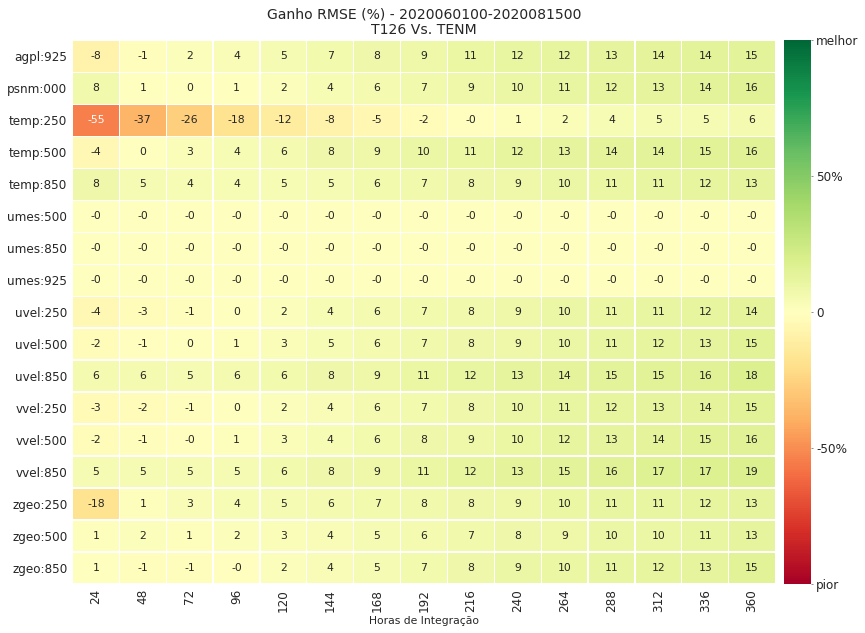 Ganho RMSE (%) - 2020060100-2020081500
T126 Vs. TENM
agpl:925 -8 -1 2 4 5 7 8 9 11 12 12 13 14 14 15
psnm:000 8 1 0 1 2 4 6 7 9 10 11 12 13 14 16
temp:250 -55 -37 -26 -18 -12 -8 -5 -2 -0 1 2 4 5 5 6
temp:500 -4 0 3 4 6 8 9 10 11 12 13 14 14 15 16
temp:850 8 5 4 4 5 5 6 7 8 9 10 11 11 12 13
umes:500 -0 -0 -0 -0 -0 -0 -0 -0 -0 -0 -0 -0 -0 -0 -0
umes:850 -0 -0 -0 -0 -0 -0 -0 -0 -0 -0 -0 -0 -0 -0 -0
umes:925 -0 -0 -0 -0 -0 -0 -0 -0 -0 -0 -0 -0 -0 -0 -0
uvel:250 -4 -3 -1 0 2 4 6 7 8 9 10 11 11 12 14
uvel:500 -2 -1 0 1 3 5 6 7 8 9 10 11 12 13 15
uvel:850 6 6 5 6 6 8 9 11 12 13 14 15 15 16 18
vvel:250 -3 -2 -1 0 2 4 6 7 8 10 11 12 13 14 15
vvel:500 -2 -1 -0 1 3 4 6 8 9 10 12 13 14 15 16
vvel:850 5 5 5 5 6 8 9 11 12 13 15 16 17 17 19
zgeo:250 -18 1 3 4 5 6 7 8 8 9 10 11 11 12 13
zgeo:500 1 2 1 2 3 4 5 6 7 8 9 10 10 11 13
zgeo:850 1 -1 -1 -0 2 4 5 7 8 9 10 11 12 13 15
24 48 72 96 120 144 168 192 216 240 264 288 312 336 360
Horas de Integração
melhor
50%
0
-50%
pior